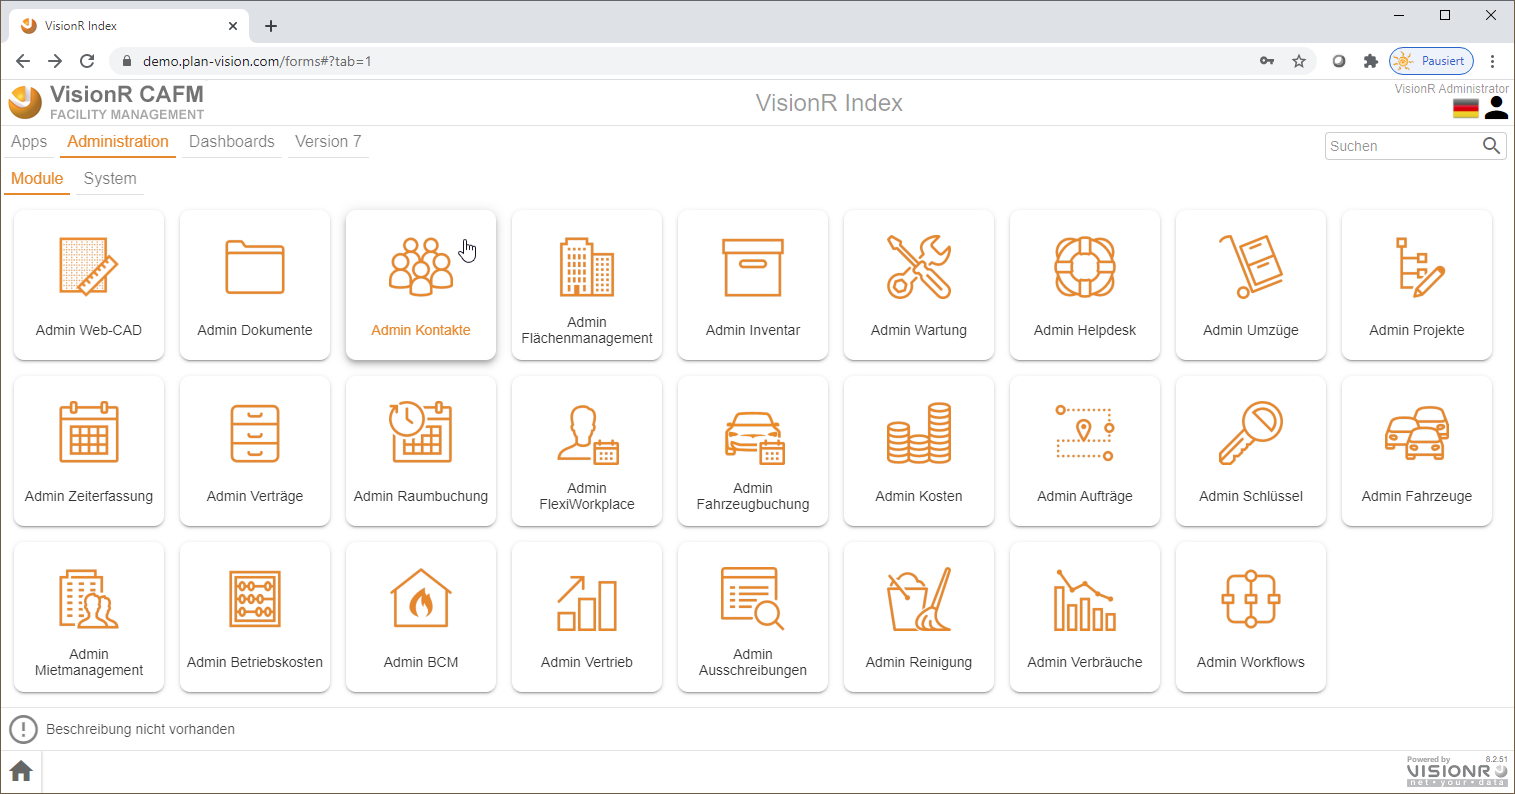 VisionR Index
demo.plan-vision.com/forms#?tab=1
Pausiert
VisionR CAFM
FACILITY MANAGEMENT
VisionR Index
VisionR Administrator
Apps
Administration
Dashboards
Version 7
Suchen
Module
System
Admin Web-CAD
Admin Dokumente
Admin Kontakte
Admin
Flächenmanagement
Admin Inventar
Admin Wartung
Admin Helpdesk
Admin Umzüge
Admin Projekte
Admin Zeiterfassung
Admin Verträge
Admin Raumbuchung
Admin
FlexiWorkplace
Admin
Fahrzeugbuchung
Admin Kosten
Admin Aufträge
Admin Schlüssel
Admin Fahrzeuge
Admin
Mietmanagement
Admin Betriebskosten
Admin BCM
Admin Vertrieb
Admin
Ausschreibungen
Admin Reinigung
Admin Verbräuche
Admin Workflows
Beschreibung nicht vorhanden
Powered by
8.2.51
VISIONR
net•your•data